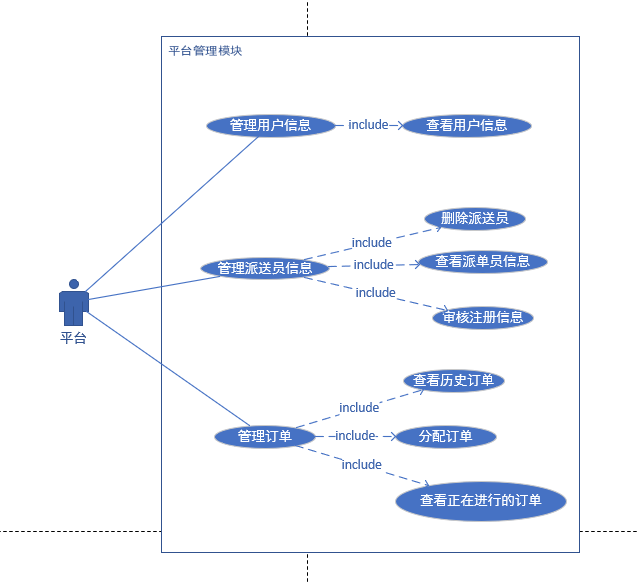 平台管理模块
管理用户信息
include
查看用户信息
删除派送员
include
管理派送员信息
include
查看派单员信息
include
审核注册信息
平台
查看历史订单
include
管理订单
include
分配订单
include
查看正在进行的订单